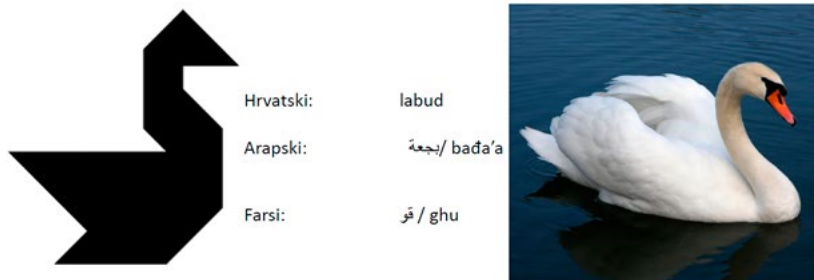 Hrvatski: labud
Arapski: بجعة/ bađa’a
Farsi: قو / ghu